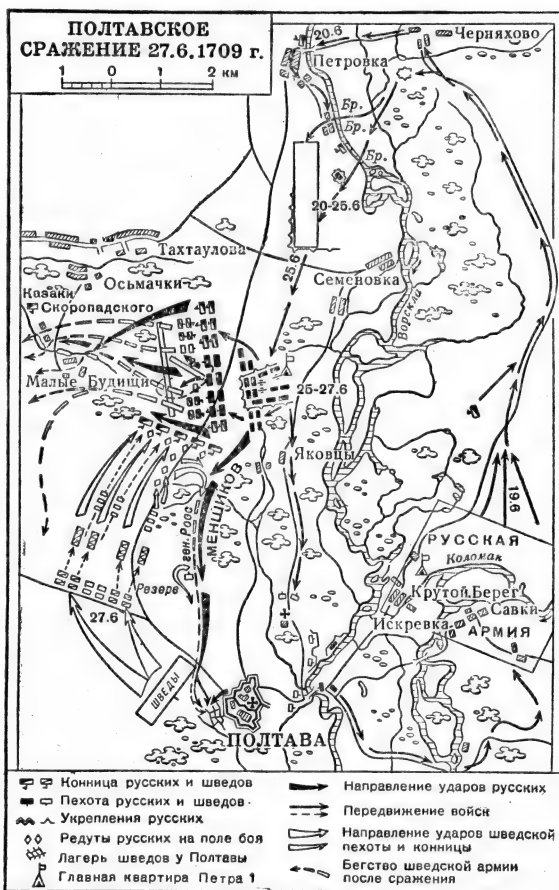 ПОЛТАВСКОЕ
СРАЖЕНИЕ 27.6.1709 г.
1 0 1 2 км
20.6
Черняхово
Петровка
Бр.
Бр.
Бр.
20-25.6
25.6
Тахтаулова
Осьмачки
Семеновка
Казаки
Скоропадского
Ворскла
Малые Будищи
25-27.6
Яковцы
МЕНЩИКОВ
ген. Росс
19.6
РУССКАЯ
Коломак
Крутой Берег
Савки
Искревка
АРМИЯ
Резерв
27.6
ШВЕДЫ
ПОЛТАВА
Конница русских и шведов
Пехота русских и шведов
Укрепления русских
Редуты русских на поле боя
Лагерь шведов у Полтавы
Главная квартира Петра 1
Направление ударов русских
Передвижение войск
Направление ударов шведской
пехоты и конницы
Бегство шведской армии
после сражения